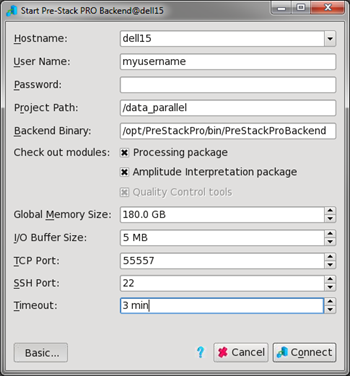 Start Pre-Stack PRO Backend@dell15
Hostname: dell15
User Name: myusername
Password:
Project Path: /data_parallel
Backend Binary: /opt/PreStackPro/bin/PreStackProBackend
Check out modules: Processing package
Amplitude Interpretation package
Quality Control tools
Global Memory Size: 180.0 GB
I/O Buffer Size: 5 MB
TCP Port: 55557
SSH Port: 22
Timeout: 3 min
Basic... ? Cancel Connect